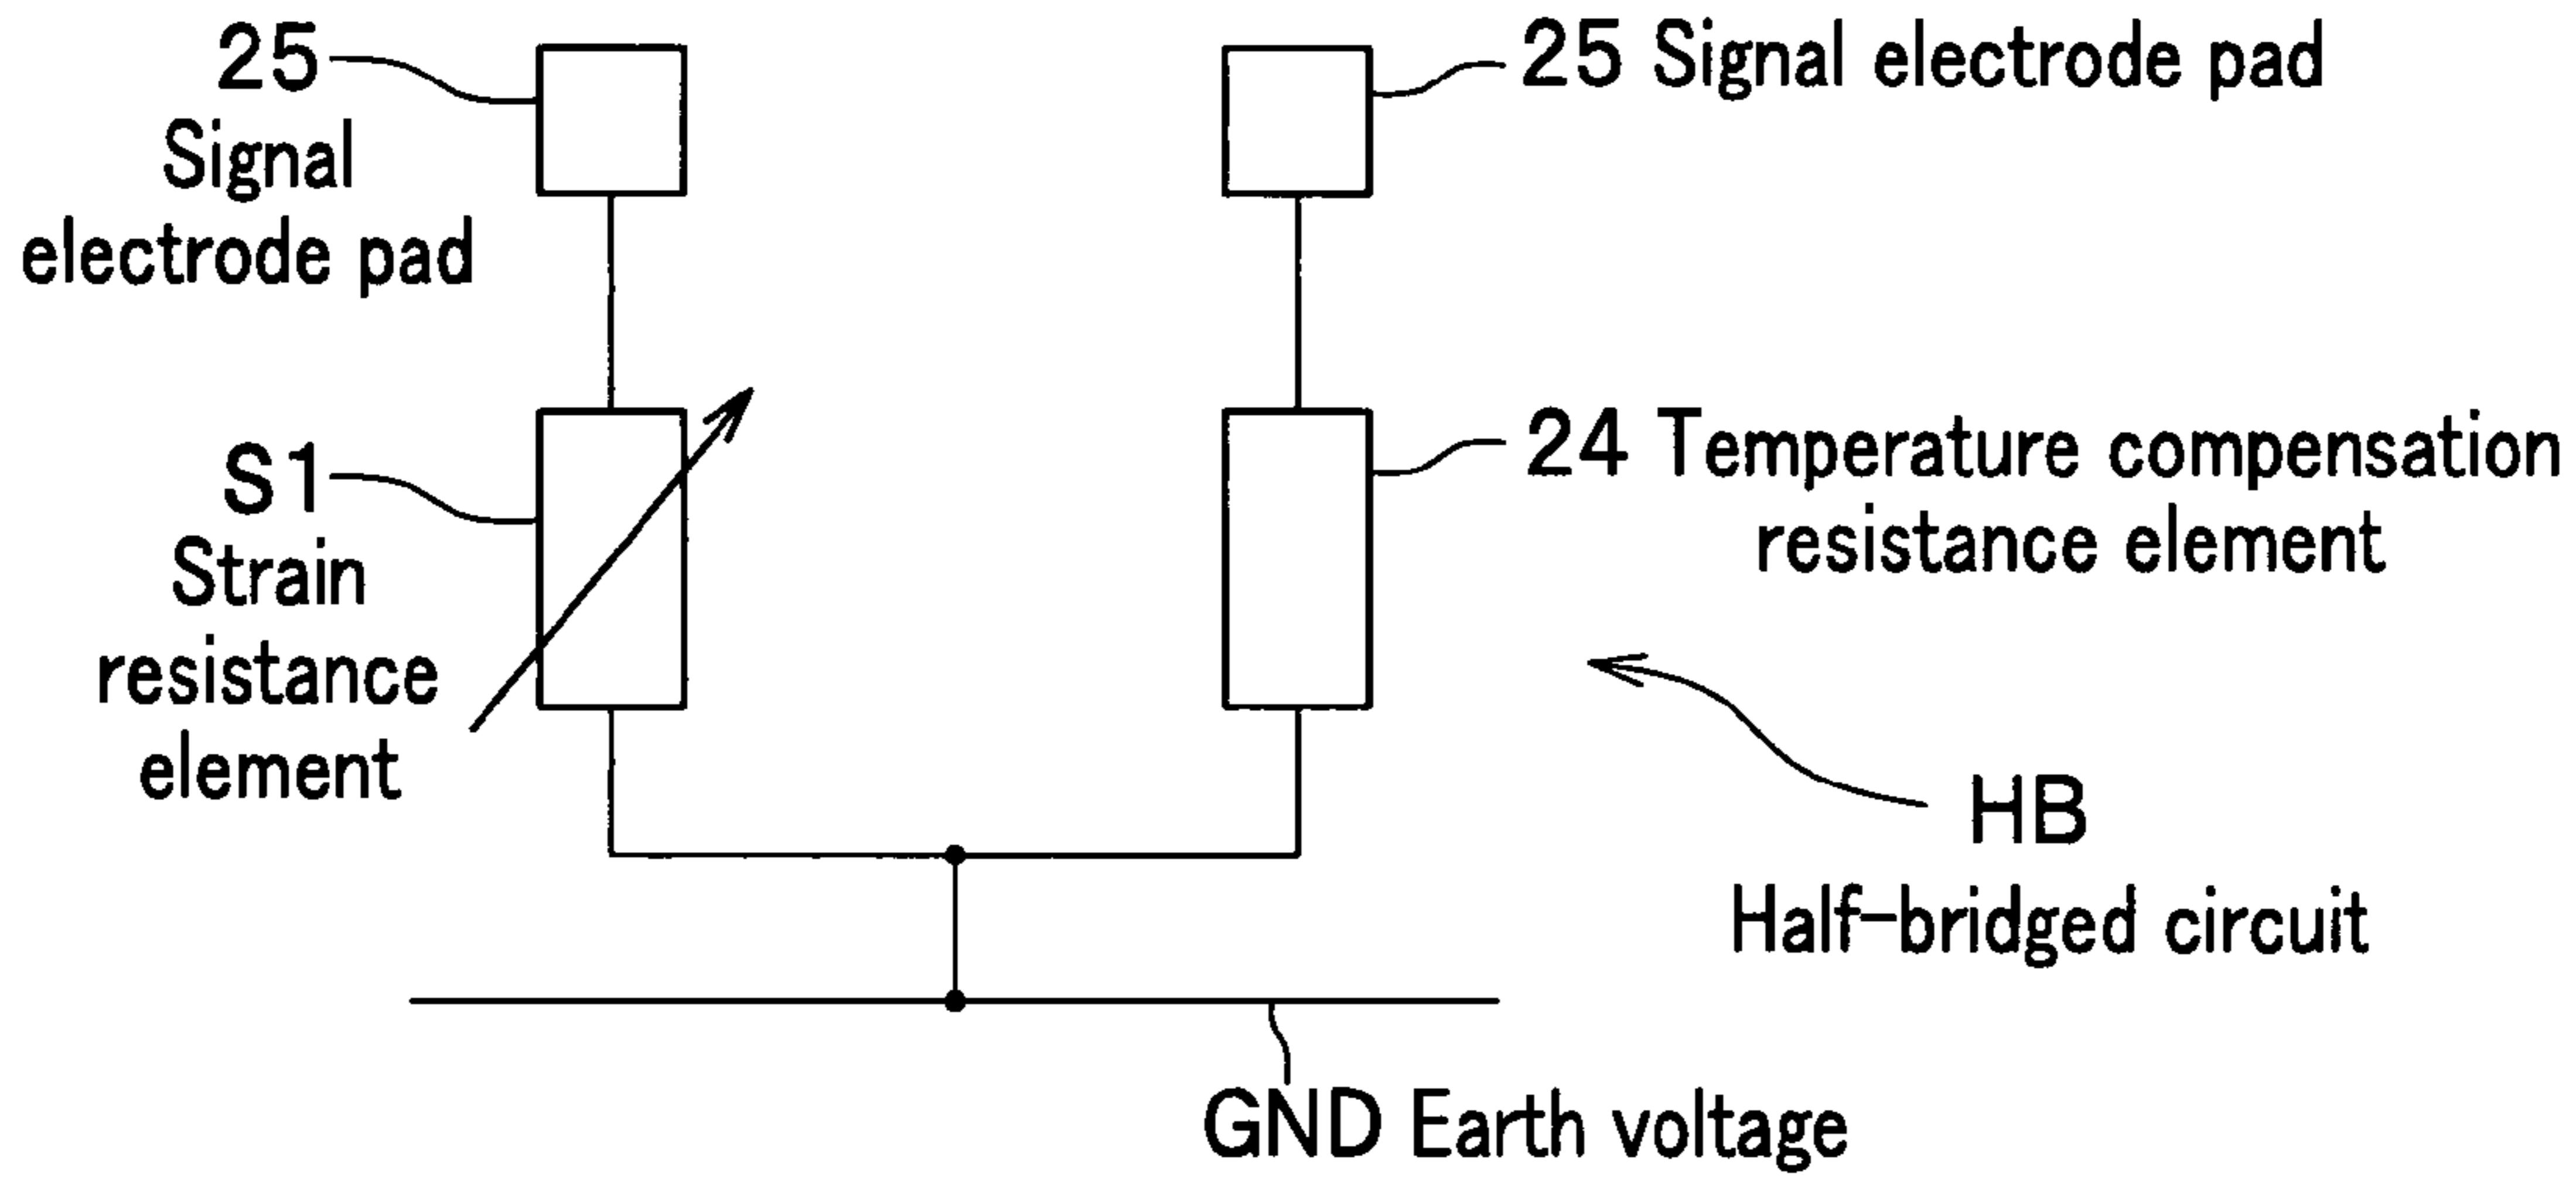 25
Signal
electrode pad
25 Signal electrode pad
S1
Strain
resistance
element
24 Temperature compensation
resistance element
HB
Half-bridged circuit
GND Earth voltage